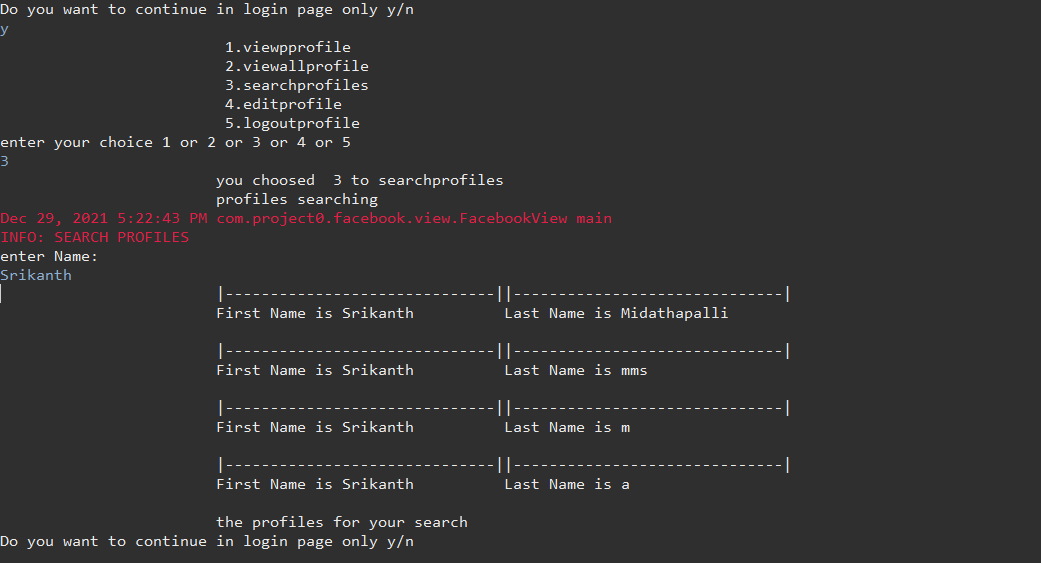 Do you want to continue in login page only y/n
y
1.viewpprofile
2.viewallprofile
3.searchprofiles
4.editprofile
5.logoutprofile
enter your choice 1 or 2 or 3 or 4 or 5
3
you choosed  3 to searchprofiles
profiles searching
Dec 29, 2021 5:22:43 PM com.project0.facebook.view.FacebookView main
INFO: SEARCH PROFILES
enter Name:
Srikanth
|------------------------------||------------------------------|
First Name is Srikanth          Last Name is Midathapalli
|------------------------------||------------------------------|
First Name is Srikanth          Last Name is mms
|------------------------------||------------------------------|
First Name is Srikanth          Last Name is m
|------------------------------||------------------------------|
First Name is Srikanth          Last Name is a
the profiles for your search
Do you want to continue in login page only y/n